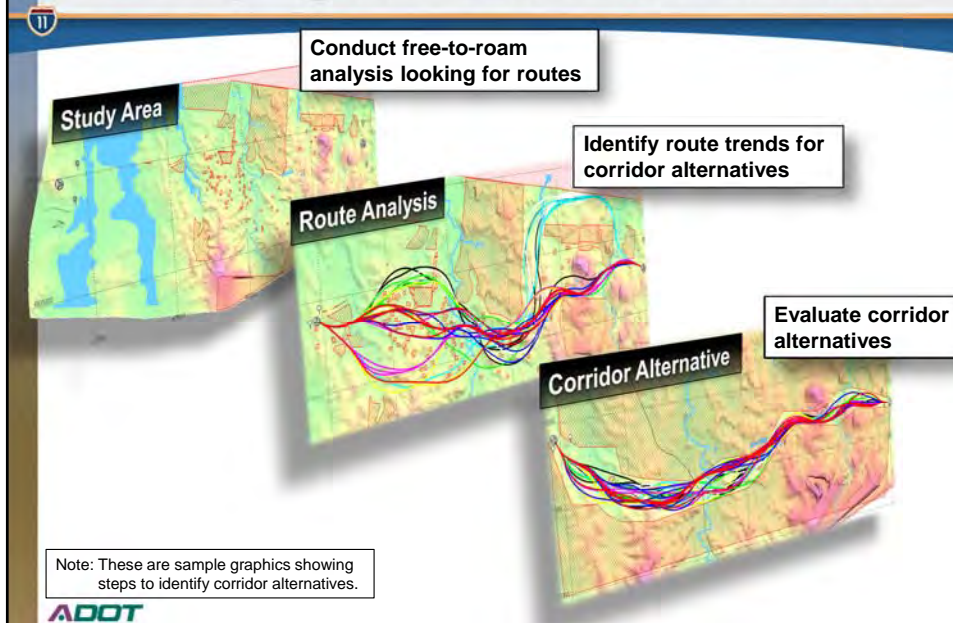 11
Conduct free-to-roam
analysis looking for routes
Study Area
Identify route trends for
corridor alternatives
Route Analysis
Evaluate corridor
alternatives
Corridor Alternative
Note: These are sample graphics showing
steps to identify corridor alternatives.
ADOT